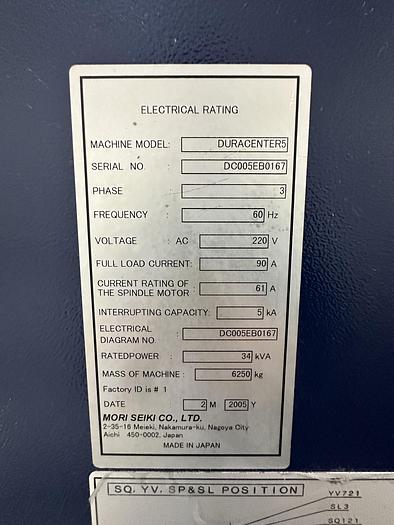 ELECTRICAL RATING
MACHINE MODEL: DURACENTER5
SERIAL NO. : DC005EB0167
PHASE : 3
FREQUENCY : 60 Hz
VOLTAGE : AC 220 V
FULL LOAD CURRENT: 90 A
CURRENT RATING OF
THE SPINDLE MOTOR : 61 A
INTERRUPTING CAPACITY: 5 kA
ELECTRICAL
DIAGRAM NO. : DC005EB0167
RATEDPOWER : 34 kVA
MASS OF MACHINE : 6250 kg
Factory ID is # 1
DATE 2 M 2005 Y
MORI SEIKI CO., LTD.
2-35-16 Meieki, Nakamura-ku, Nagoya City
Aichi 450-0002, Japan
MADE IN JAPAN
SQ, YV, SP&SL POSITION
YV721
SL3
SQ121